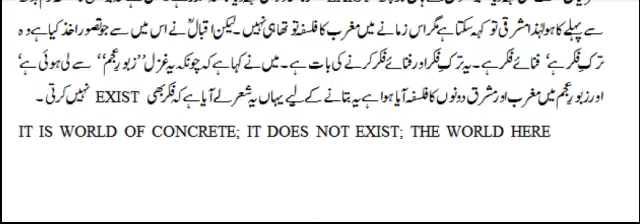 سے پہلے کا ہو لہٰذا مشرقی تو کہہ سکتا ہے مگر اس زمانے میں مغرب کا فلسفہ تو تھا ہی نہیں ۔ لیکن اقبالؒ نے اس میں سے جو تصور اخذ کیا ہے وہ
ترکِ فکر ہے، فنائے فکر ہے ۔ یہ ترکِ فکر اور فنائے فکر کرنے کی بات ہے ۔ میں نے کہا ہے کہ چونکہ یہ غزل ’’زبورِ عجم‘‘ سے لی ہوئی ہے،
اور زبورِ عجم میں مغرب اور مشرق دونوں کا فلسفہ آیا ہوا ہے یہ بتانے کے لیے یہاں یہ شعر لے آیا ہے کہ فکر بھی EXIST نہیں کرتی ۔
IT IS WORLD OF CONCRETE; IT DOES NOT EXIST; THE WORLD HERE